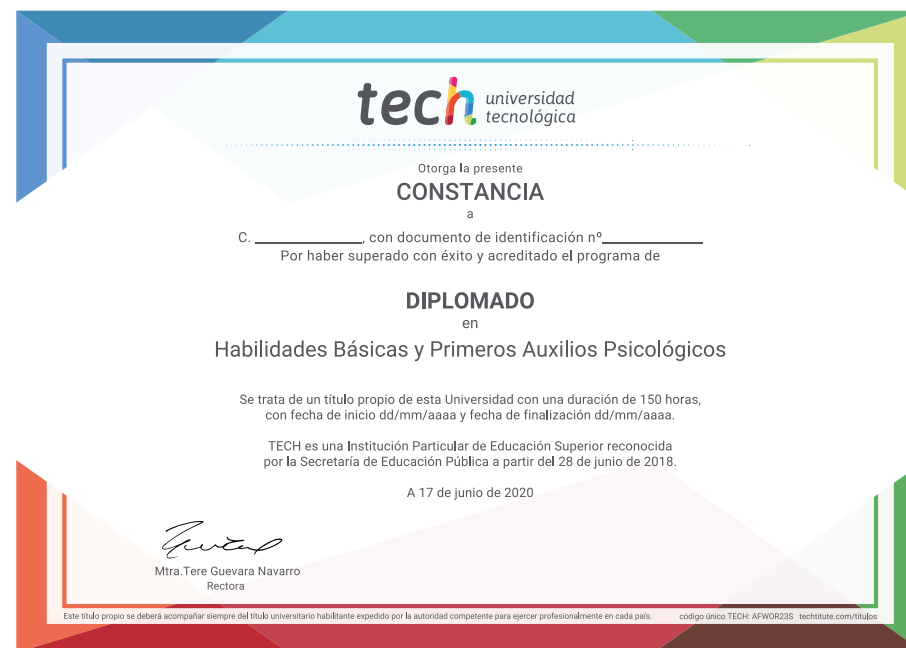 tech universidad
tecnológica
Otorga la presente
CONSTANCIA
a
C. ______________, con documento de identificación nº_____________
Por haber superado con éxito y acreditado el programa de
DIPLOMADO
en
Habilidades Básicas y Primeros Auxilios Psicológicos
Se trata de un título propio de esta Universidad con una duración de 150 horas,
con fecha de inicio dd/mm/aaaa y fecha de finalización dd/mm/aaaa.
TECH es una Institución Particular de Educación Superior reconocida
por la Secretaría de Educación Pública a partir del 28 de junio de 2018.
A 17 de junio de 2020
Mtra.Tere Guevara Navarro
Rectora
Este título propio se deberá acompañar siempre del título universitario habilitante expedido por la autoridad competente para ejercer profesionalmente en cada país. código único TECH: AFWOR23S techtitute.com/titulos